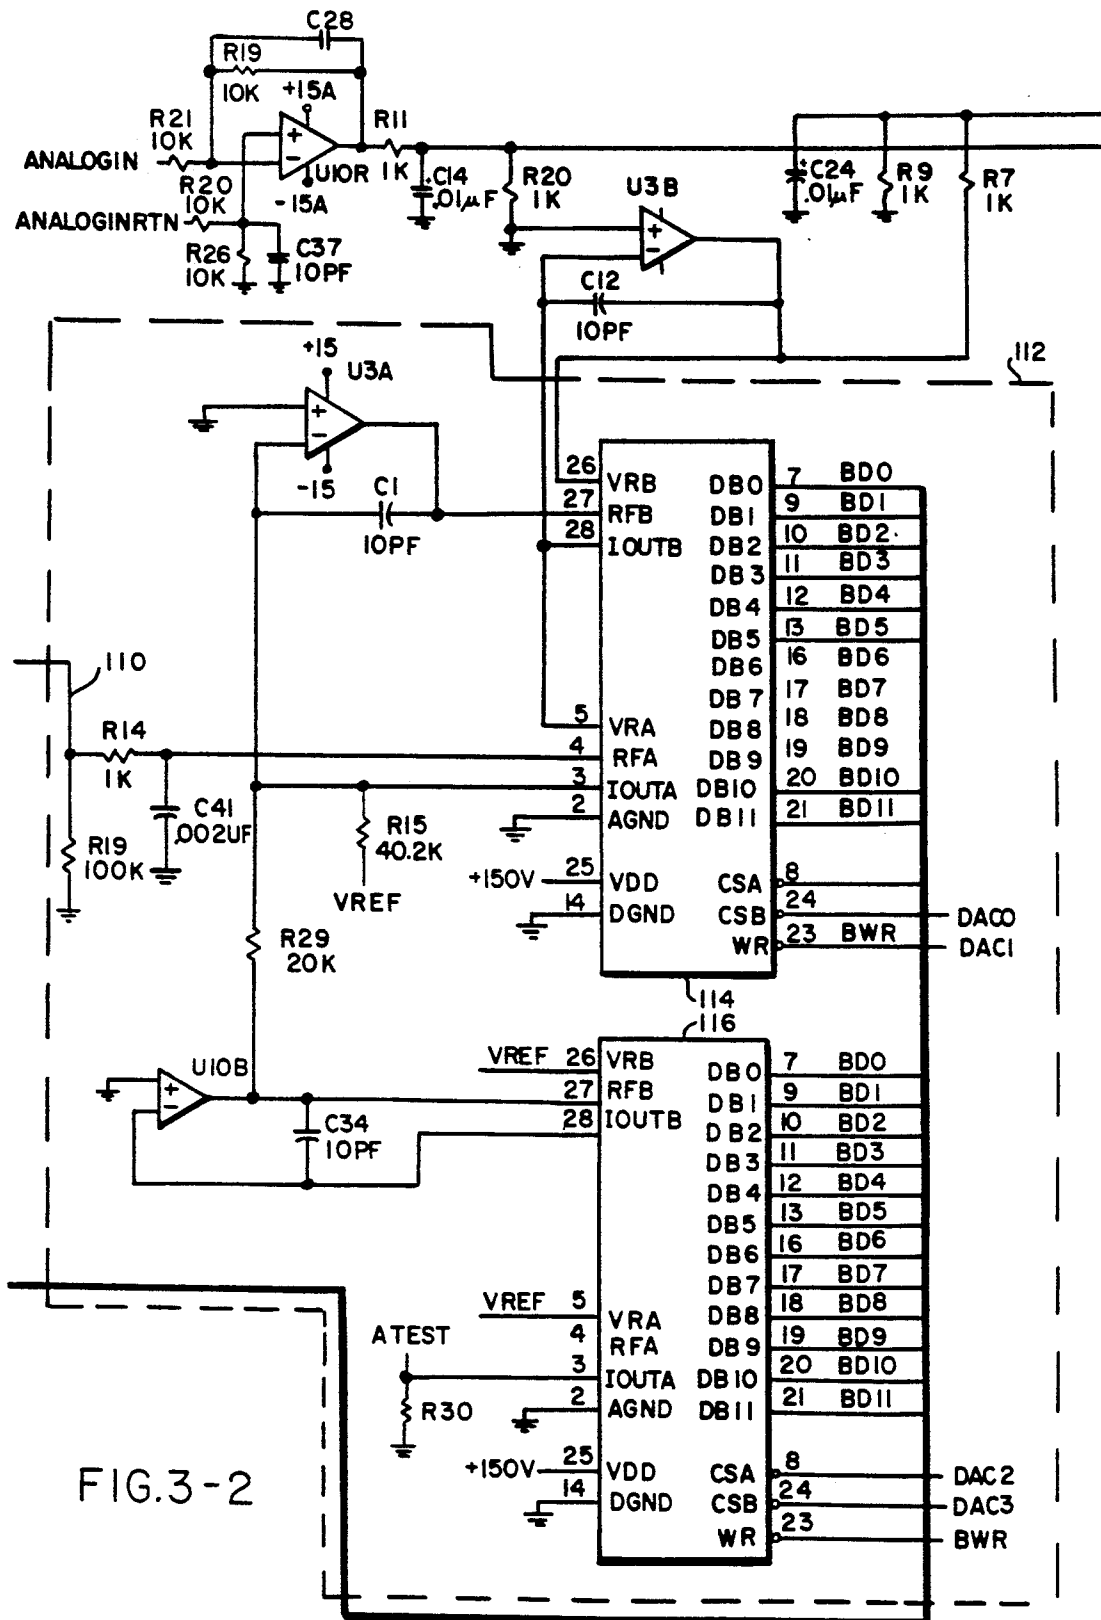 C28
R19
10K
+15A
R21
10K
R11
1K
ANALOGIN
U10R
-15A
C14
.01µF
R20
1K
U3B
C24
.01µF
R9
1K
R7
1K
R20
10K
ANALOGINRTN
R26
10K
C37
10PF
C12
10PF
112
+15
U3A
-15
C1
10PF
26 VRB DB0 7 BD0
27 RFB DB1 9 BD1
28 IOUTB DB2 10 BD2
DB3 11 BD3
DB4 12 BD4
DB5 13 BD5
DB6 16 BD6
DB7 17 BD7
5 VRA DB8 18 BD8
4 RFA DB9 19 BD9
3 IOUTA DB10 20 BD10
2 AGND DB11 21 BD11
+150V 25 VDD CSA 8
14 DGND CSB 24 DAC0
WR 23 BWR DAC1
110
R14
1K
C41
.002UF
R19
100K
R15
40.2K
VREF
R29
20K
114
116
U10B
C34
10PF
VREF 26 VRB DB0 7 BD0
27 RFB DB1 9 BD1
28 IOUTB DB2 10 BD2
DB3 11 BD3
DB4 12 BD4
DB5 13 BD5
DB6 16 BD6
DB7 17 BD7
VREF 5 VRA DB8 18 BD8
4 RFA DB9 19 BD9
ATEST
3 IOUTA DB10 20 BD10
2 AGND DB11 21 BD11
R30
+150V 25 VDD CSA 8 DAC2
14 DGND CSB 24 DAC3
WR 23 BWR
FIG.3-2